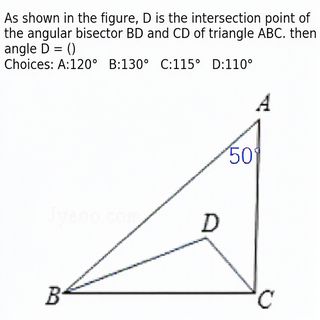 As shown in the figure, D is the intersection point of
the angular bisector BD and CD of triangle ABC. then
angle D = ()
Choices: A:120° B:130° C:115° D:110°
A
50°
D
B
C